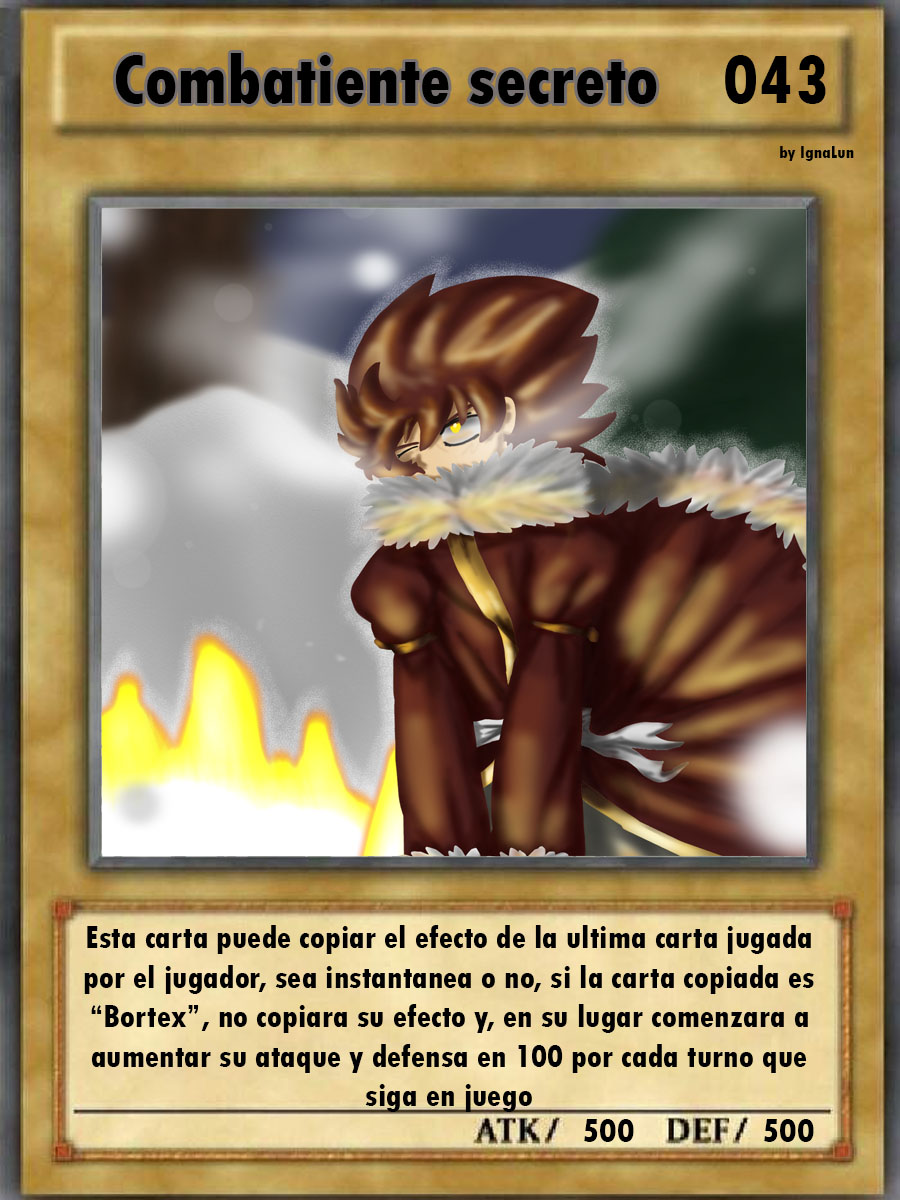 Combatiente secreto 043
by IgnaLun
Esta carta puede copiar el efecto de la ultima carta jugada
por el jugador, sea instantanea o no, si la carta copiada es
“Bortex”, no copiara su efecto y, en su lugar comenzara a
aumentar su ataque y defensa en 100 por cada turno que
siga en juego
ATK/ 500 DEF/ 500